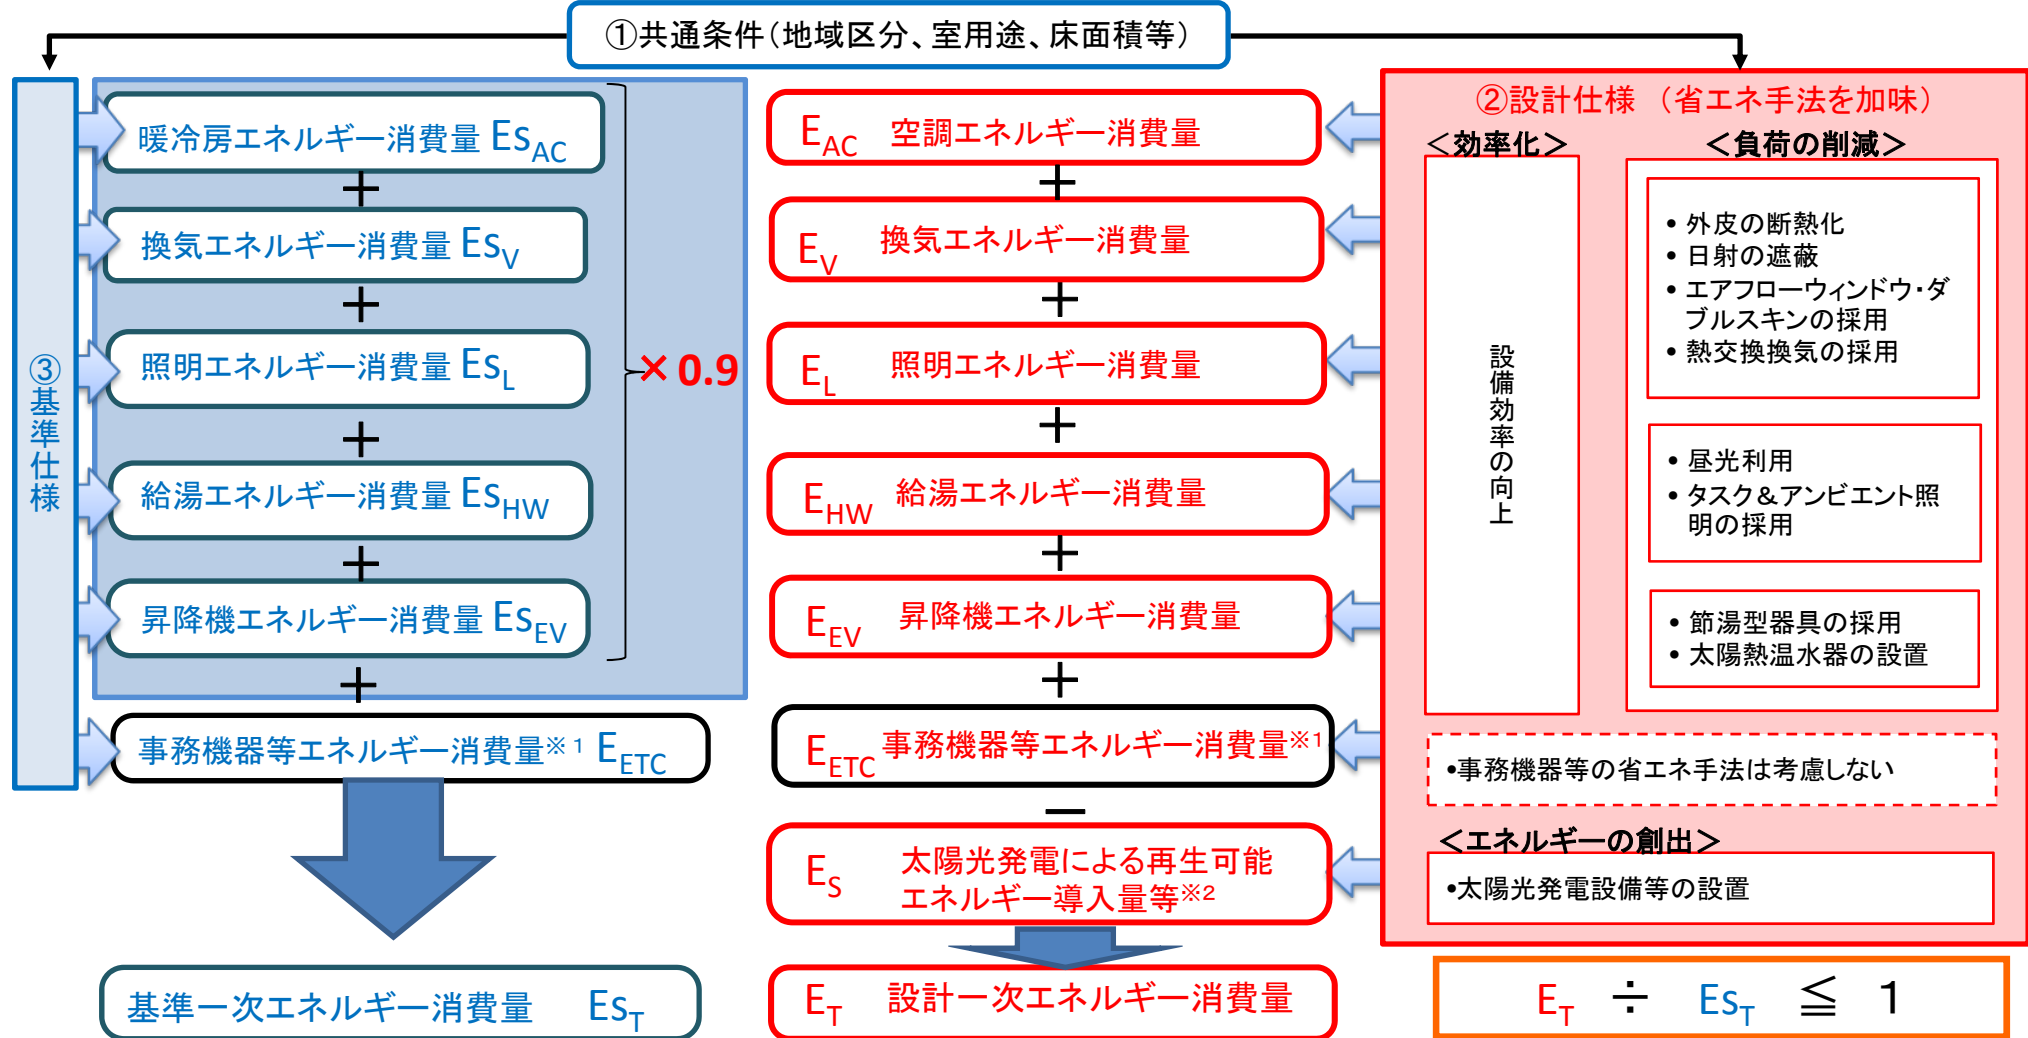 ①共通条件（地域区分、室用途、床面積等）
③基準仕様
暖冷房エネルギー消費量 EsAC
＋
換気エネルギー消費量 EsV
＋
照明エネルギー消費量 EsL
＋
給湯エネルギー消費量 EsHW
＋
昇降機エネルギー消費量 EsEV
× 0.9
＋
事務機器等エネルギー消費量※1 EETC
基準一次エネルギー消費量 EsT
EAC 空調エネルギー消費量
＋
EV 換気エネルギー消費量
＋
EL 照明エネルギー消費量
＋
EHW 給湯エネルギー消費量
＋
EEV 昇降機エネルギー消費量
＋
EETC 事務機器等エネルギー消費量※1
－
ES 太陽光発電による再生可能
エネルギー導入量等※2
ET 設計一次エネルギー消費量
②設計仕様 （省エネ手法を加味）
＜効率化＞
設備効率の向上
＜負荷の削減＞
• 外皮の断熱化
• 日射の遮蔽
• エアフローウィンドウ・ダ
ブルスキンの採用
• 熱交換換気の採用
• 昼光利用
• タスク＆アンビエント照
明の採用
• 節湯型器具の採用
• 太陽熱温水器の設置
•事務機器等の省エネ手法は考慮しない
＜エネルギーの創出＞
•太陽光発電設備等の設置
ET ÷ EsT ≦ 1